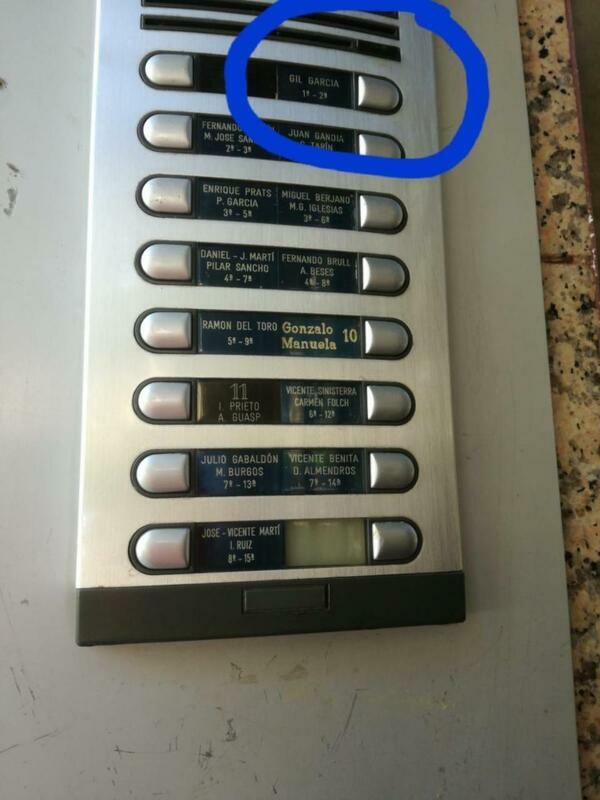 GIL GARCIA
1º - 2ª
FERNANDO
M. JOSE
2º - 3ª
JUAN GANDIA
TARÍN
ENRIQUE PRATS
P. GARCIA
3º - 5ª
MIGUEL BERJANO
M.G. IGLESIAS
3º - 6ª
DANIEL - J. MARTÍ
PILAR SANCHO
4º - 7ª
FERNANDO BRULL
A. BESES
4º - 8ª
RAMON DEL TORO
5º - 9ª
Gonzalo
Manuela 10
11
I. PRIETO
A. GUASP
VICENTE SINISTERRA
CARMEN FOLCH
6º - 12ª
JULIO GABALDÓN
M. BURGOS
7º - 13ª
VICENTE BENITA
D. ALMENDROS
7º - 14ª
JOSE - VICENTE MARTÍ
I. RUIZ
8º - 15ª